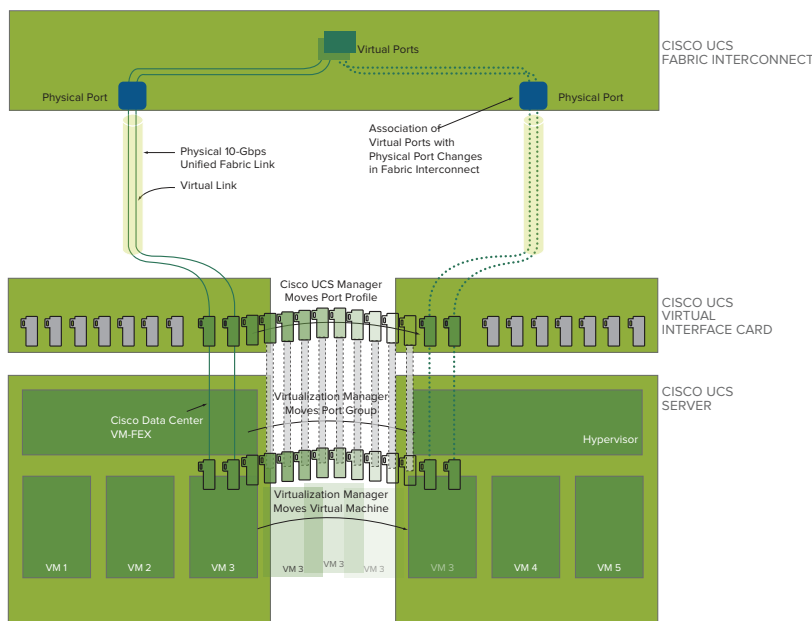 Virtual Ports
CISCO UCS
FABRIC INTERCONNECT
Physical Port
Physical Port
Association of
Virtual Ports with
Physical Port Changes
in Fabric Interconnect
Physical 10-Gbps
Unified Fabric Link
Virtual Link
Cisco UCS Manager
Moves Port Profile
CISCO UCS
VIRTUAL
INTERFACE CARD
CISCO UCS
SERVER
Virtualization Manager
Moves Port Group
Cisco Data Center
VM-FEX
Hypervisor
Virtualization Manager
Moves Virtual Machine
VM 1
VM 2
VM 3
VM 3
VM 3
VM 3
VM 3
VM 4
VM 5